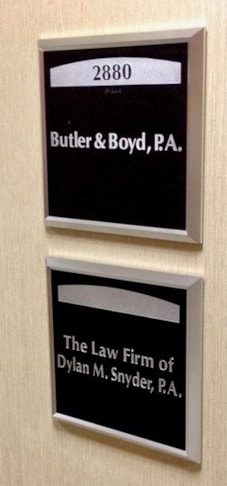 2880
Butler & Boyd, P.A.
The Law Firm of
Dylan M. Snyder, P.A.